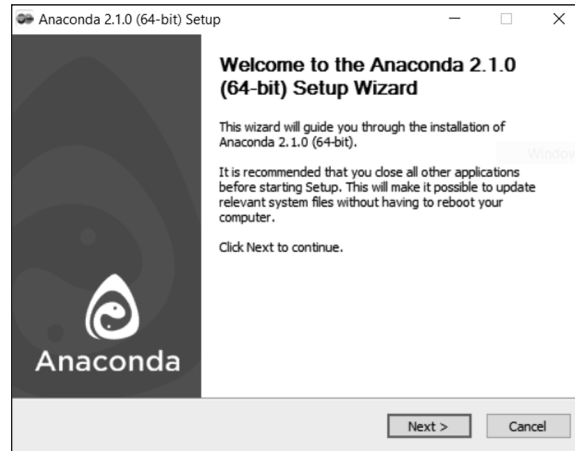 Anaconda 2.1.0 (64-bit) Setup
Welcome to the Anaconda 2.1.0
(64-bit) Setup Wizard
This wizard will guide you through the installation of
Anaconda 2.1.0 (64-bit).
Window
It is recommended that you close all other applications
before starting Setup. This will make it possible to update
relevant system files without having to reboot your
computer.
Click Next to continue.
Anaconda
Next >
Cancel